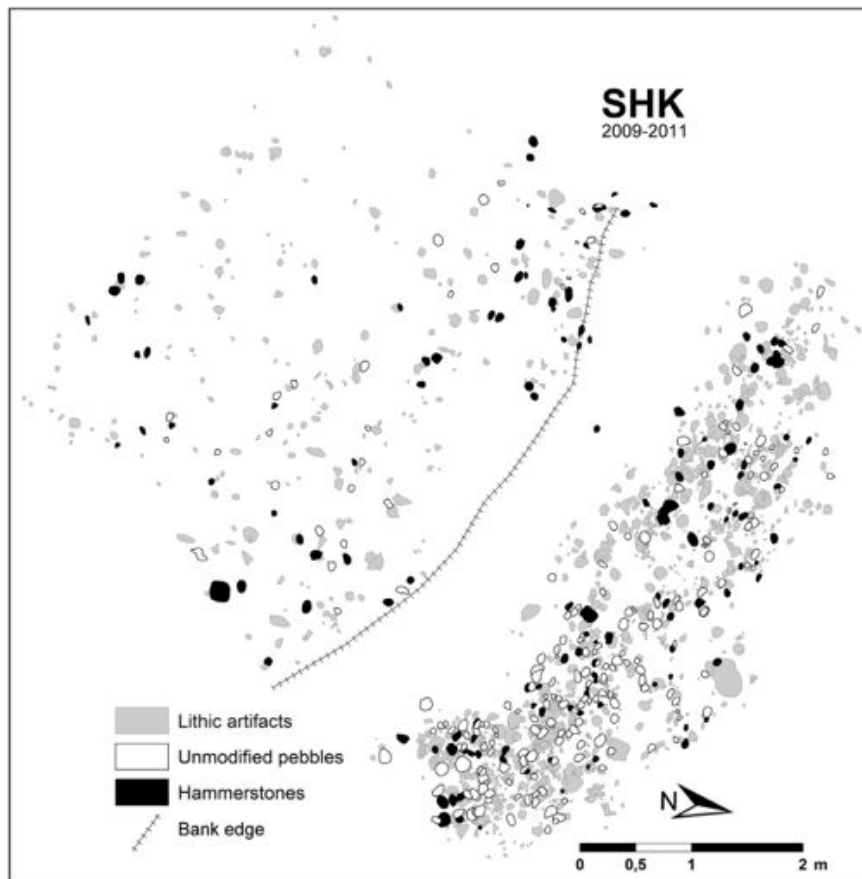 SHK
2009-2011
Lithic artifacts
Unmodified pebbles
Hammerstones
Bank edge
N
0 0,5 1 2 m